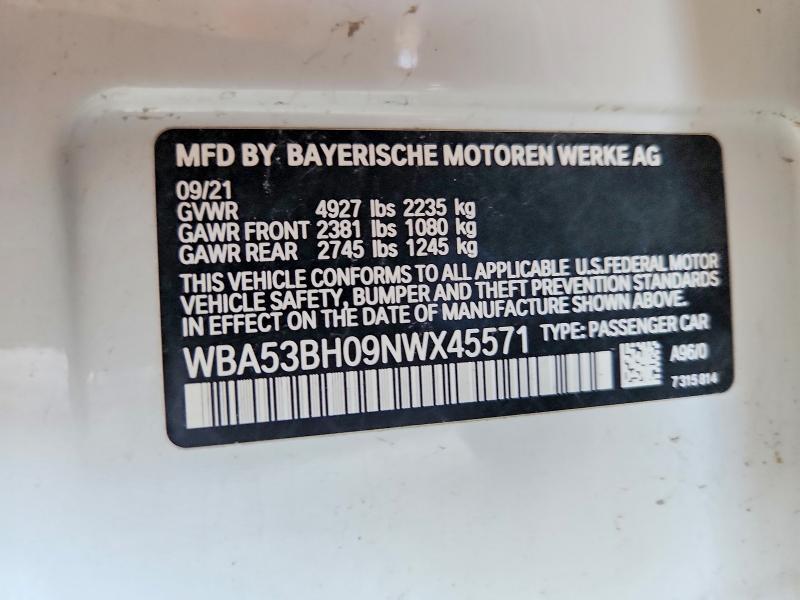 MFD BY BAYERISCHE MOTOREN WERKE AG
09/21
GVWR 4927 lbs 2235 kg
GAWR FRONT 2381 lbs 1080 kg
GAWR REAR 2745 lbs 1245 kg
THIS VEHICLE CONFORMS TO ALL APPLICABLE U.S.FEDERAL MOTOR
VEHICLE SAFETY, BUMPER AND THEFT PREVENTION STANDARDS
IN EFFECT ON THE DATE OF MANUFACTURE SHOWN ABOVE.
WBA53BH09NWX45571 TYPE: PASSENGER CAR
A96/0
7315814